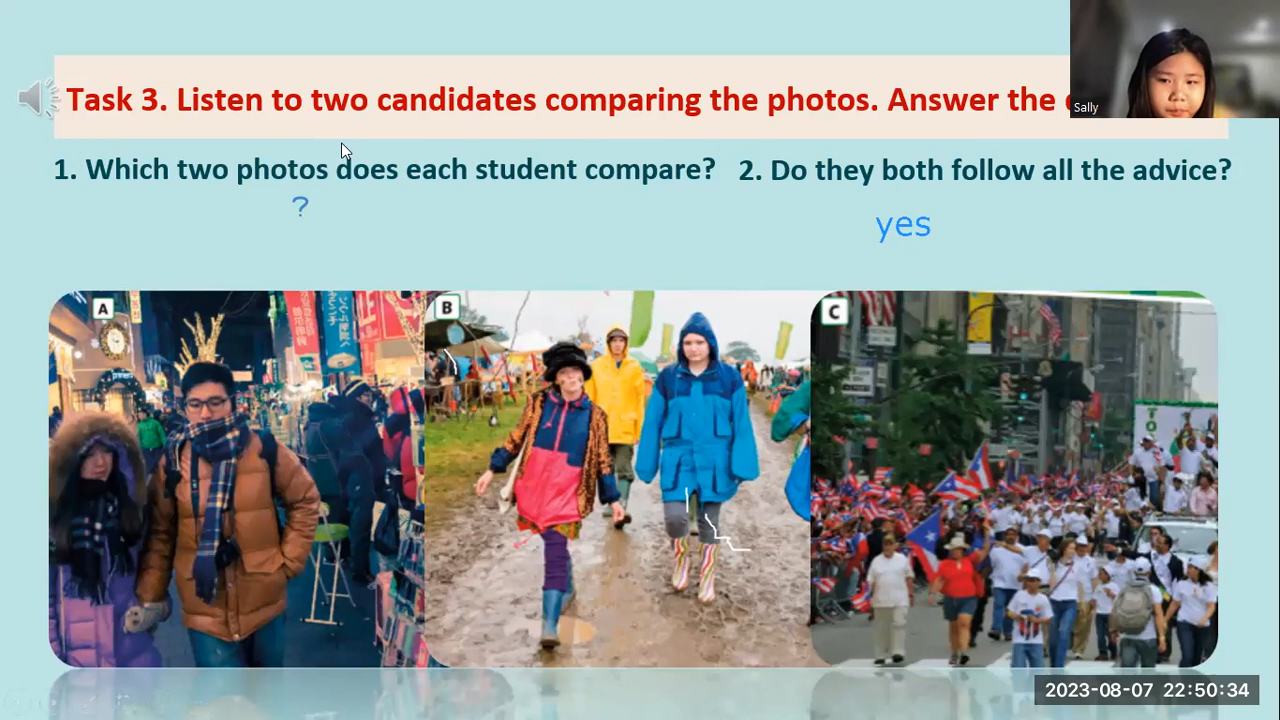 Task 3. Listen to two candidates comparing the photos. Answer the
Sally
1. Which two photos does each student compare? 2. Do they both follow all the advice?
?
yes
A
B
C
2023-08-07 22:50:34